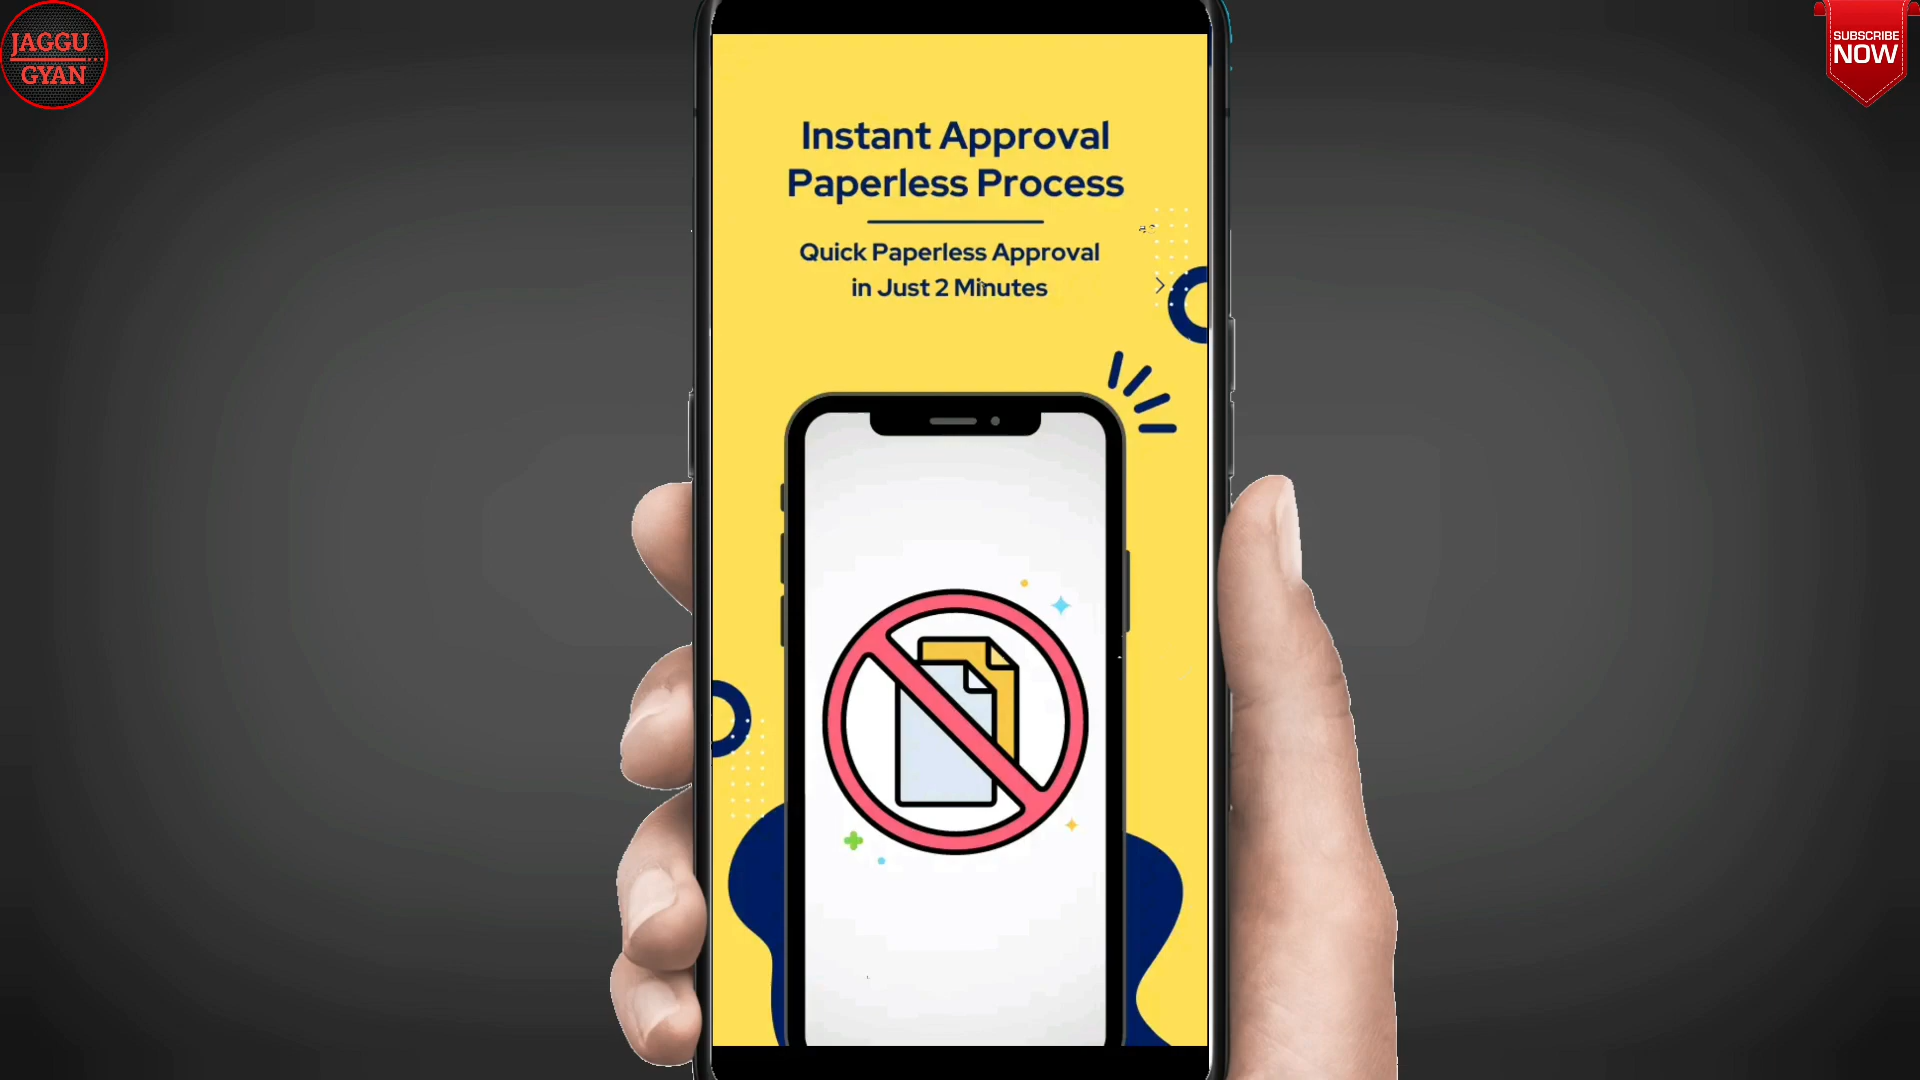 JAGGU
GYAN
SUBSCRIBE
NOW
Instant Approval
Paperless Process
Quick Paperless Approval
in Just 2 Minutes